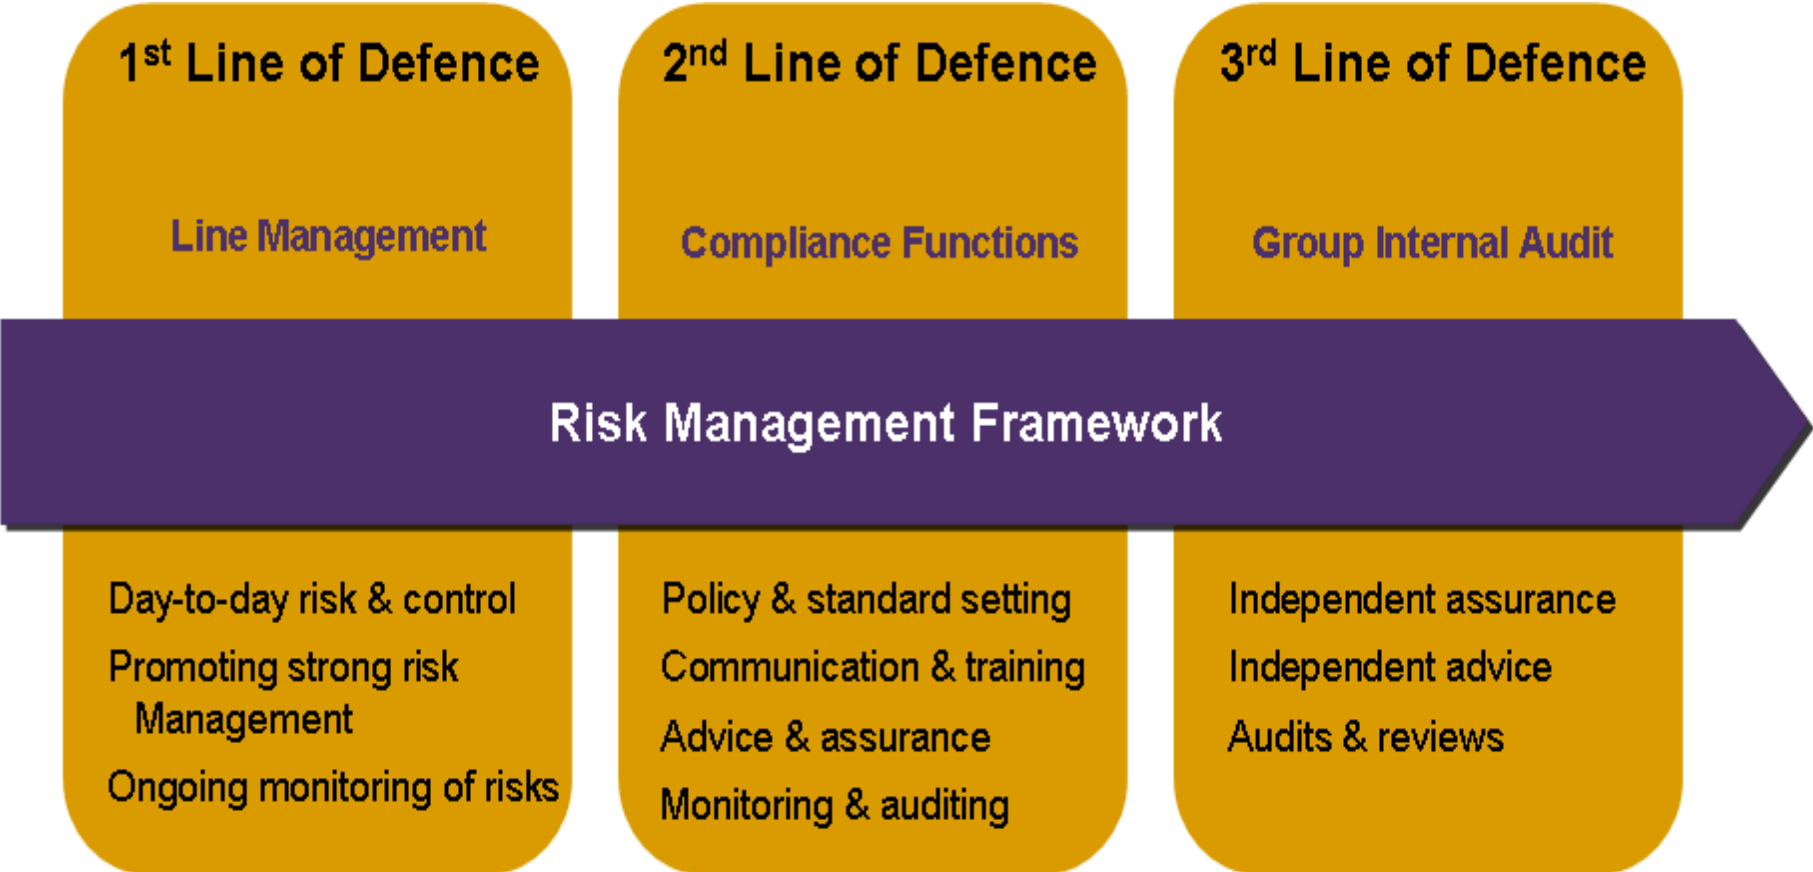 1st Line of Defence
Line Management
2nd Line of Defence
Compliance Functions
3rd Line of Defence
Group Internal Audit
Risk Management Framework
Day-to-day risk & control
Promoting strong risk
Management
Ongoing monitoring of risks
Policy & standard setting
Communication & training
Advice & assurance
Monitoring & auditing
Independent assurance
Independent advice
Audits & reviews